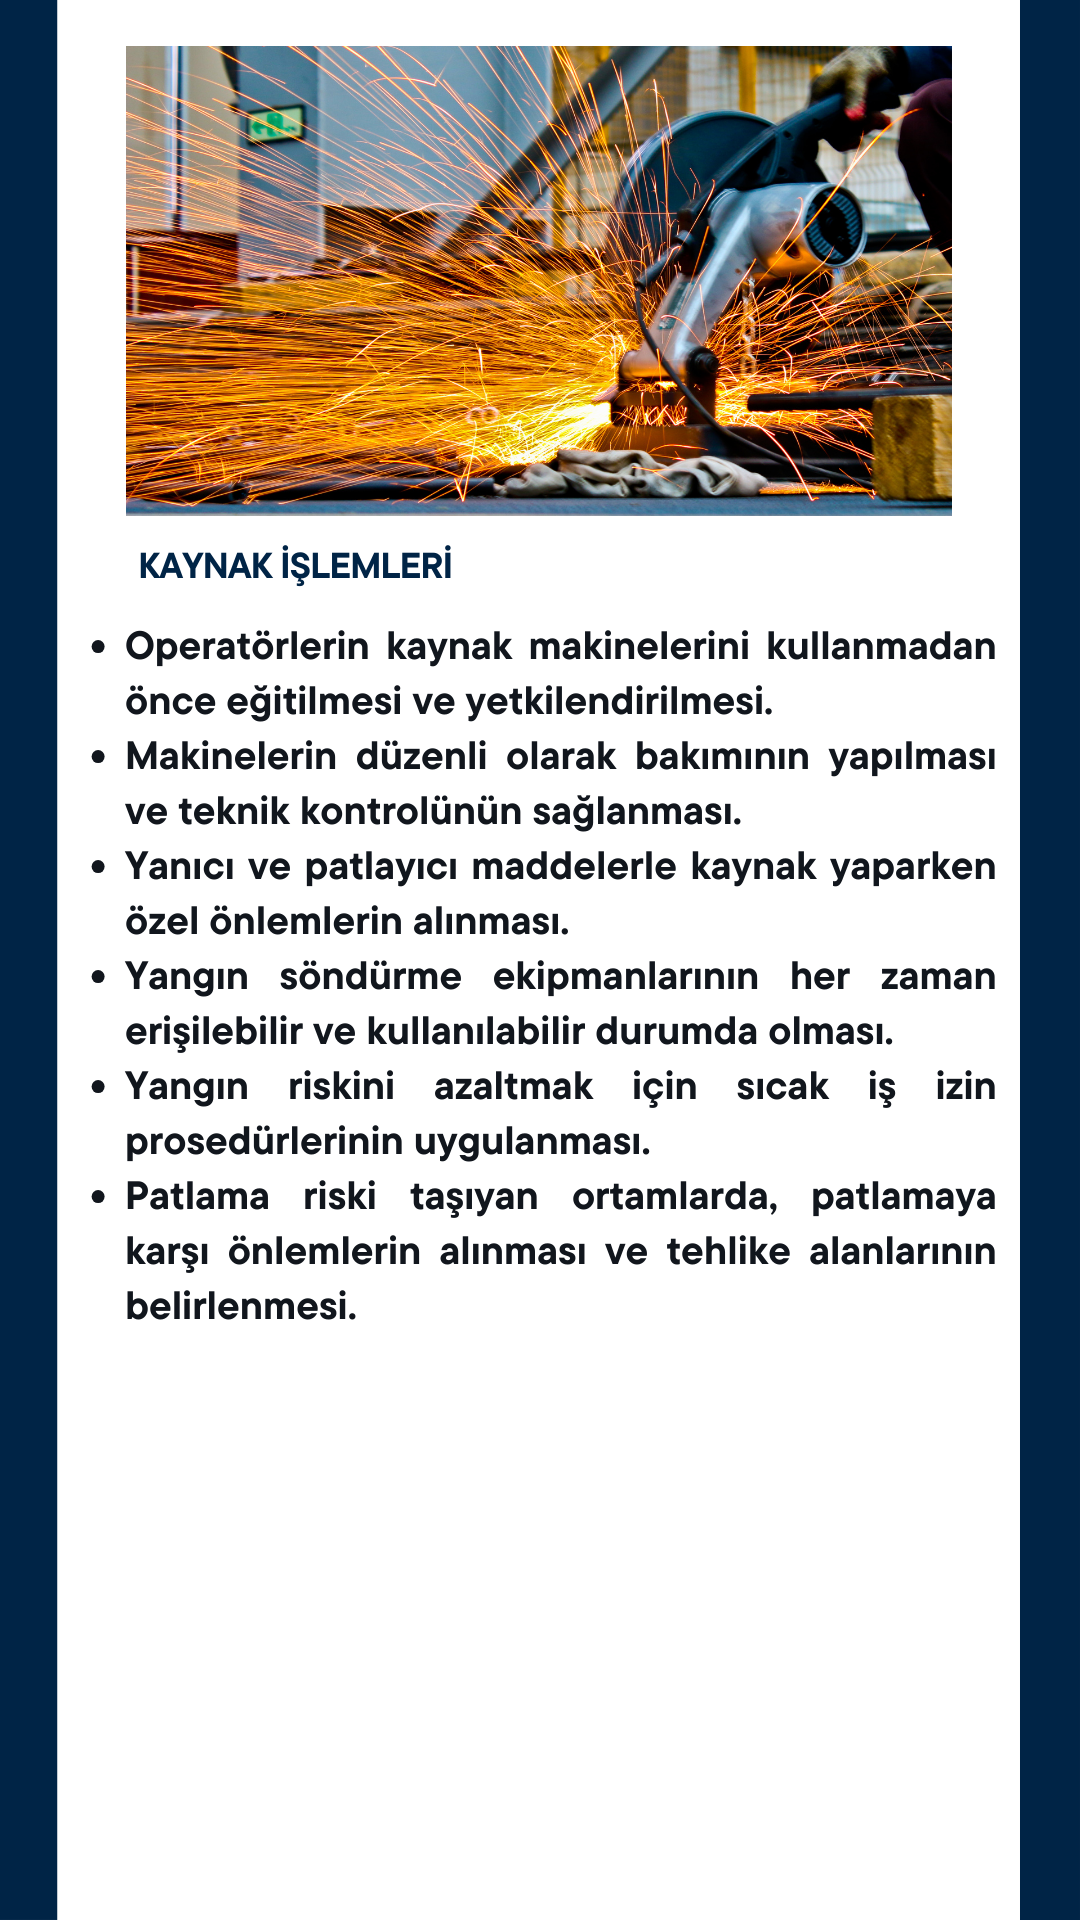 KAYNAK İŞLEMLERİ
• Operatörlerin kaynak makinelerini kullanmadan
önce eğitilmesi ve yetkilendirilmesi.
• Makinelerin düzenli olarak bakımının yapılması
ve teknik kontrolünün sağlanması.
• Yanıcı ve patlayıcı maddelerle kaynak yaparken
özel önlemlerin alınması.
• Yangın söndürme ekipmanlarının her zaman
erişilebilir ve kullanılabilir durumda olması.
• Yangın riskini azaltmak için sıcak iş izin
prosedürlerinin uygulanması.
• Patlama riski taşıyan ortamlarda, patlamaya
karşı önlemlerin alınması ve tehlike alanlarının
belirlenmesi.